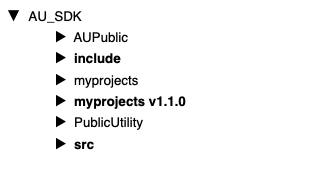 AU_SDK
AUPublic
include
myprojects
myprojects v1.1.0
PublicUtility
src